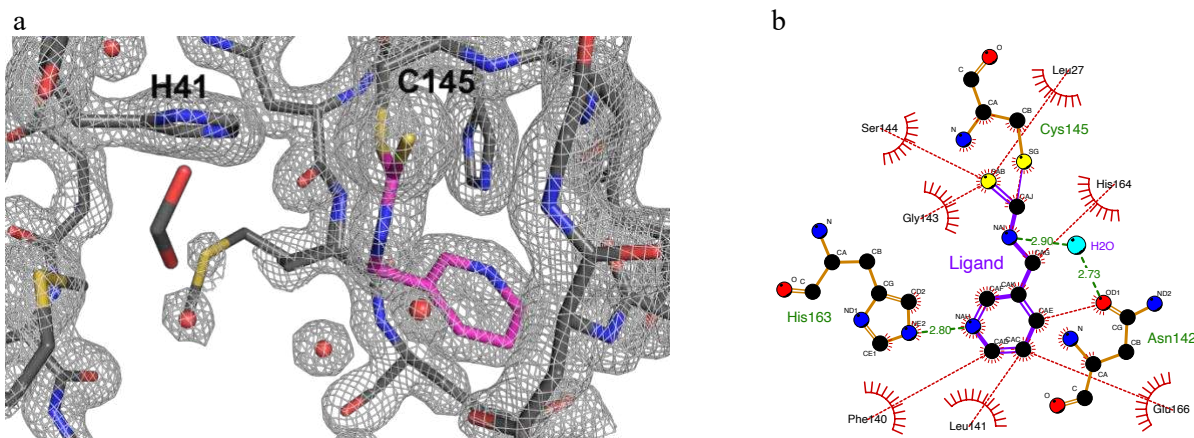 a
b
H41
C145
O
C
CA
CB
N
SG
Cys145
Leu27
Ser144
Gly143
CAJ
NAI
His164
2.90
H2O
CAG
Ligand
2.73
N
CA
CB
C
O
CG
ND1
CD2
NE2
CE1
His163
2.80
NAH
CAF
CAK
CAE
CAC
OD1
ND2
CG
CB
N
CA
C
O
Asn142
Phe140
Leu141
Glu166